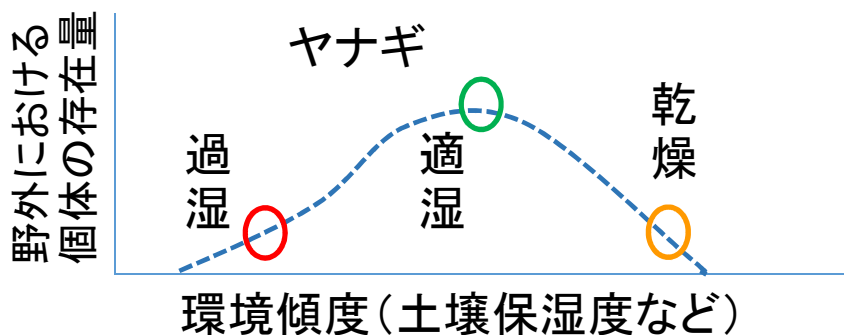 野外における
個体の存在量
ヤナギ
過湿
適湿
乾燥
環境傾度（土壌保湿度など）